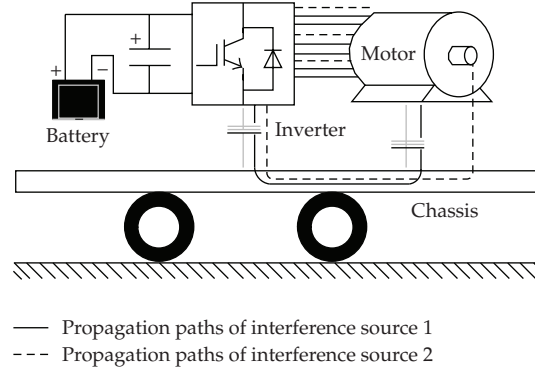 +
Motor
+
−
Battery
Inverter
Chassis
Propagation paths of interference source 1
Propagation paths of interference source 2